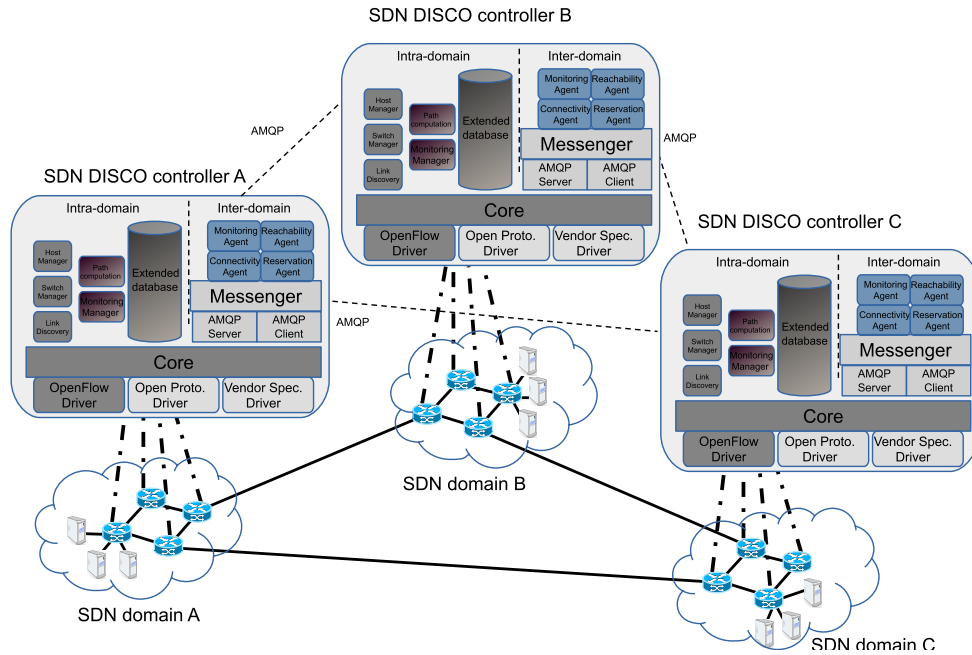 SDN DISCO controller B
Intra-domain
Inter-domain
Host
Manager
Switch
Manager
Link
Discovery
Path
computation
Monitoring
Manager
Extended
database
Monitoring
Agent
Reachability
Agent
Connectivity
Agent
Reservation
Agent
Messenger
AMQP
Server
AMQP
Client
Core
OpenFlow
Driver
Open Proto.
Driver
Vendor Spec.
Driver
AMQP
AMQP
SDN DISCO controller A
Intra-domain
Inter-domain
Host
Manager
Switch
Manager
Link
Discovery
Path
computation
Monitoring
Manager
Extended
database
Monitoring
Agent
Reachability
Agent
Connectivity
Agent
Reservation
Agent
Messenger
AMQP
Server
AMQP
Client
Core
OpenFlow
Driver
Open Proto.
Driver
Vendor Spec.
Driver
AMQP
SDN DISCO controller C
Intra-domain
Inter-domain
Host
Manager
Switch
Manager
Link
Discovery
Path
computation
Monitoring
Manager
Extended
database
Monitoring
Agent
Reachability
Agent
Connectivity
Agent
Reservation
Agent
Messenger
AMQP
Server
AMQP
Client
Core
OpenFlow
Driver
Open Proto.
Driver
Vendor Spec.
Driver
SDN domain B
SDN domain A
SDN domain C